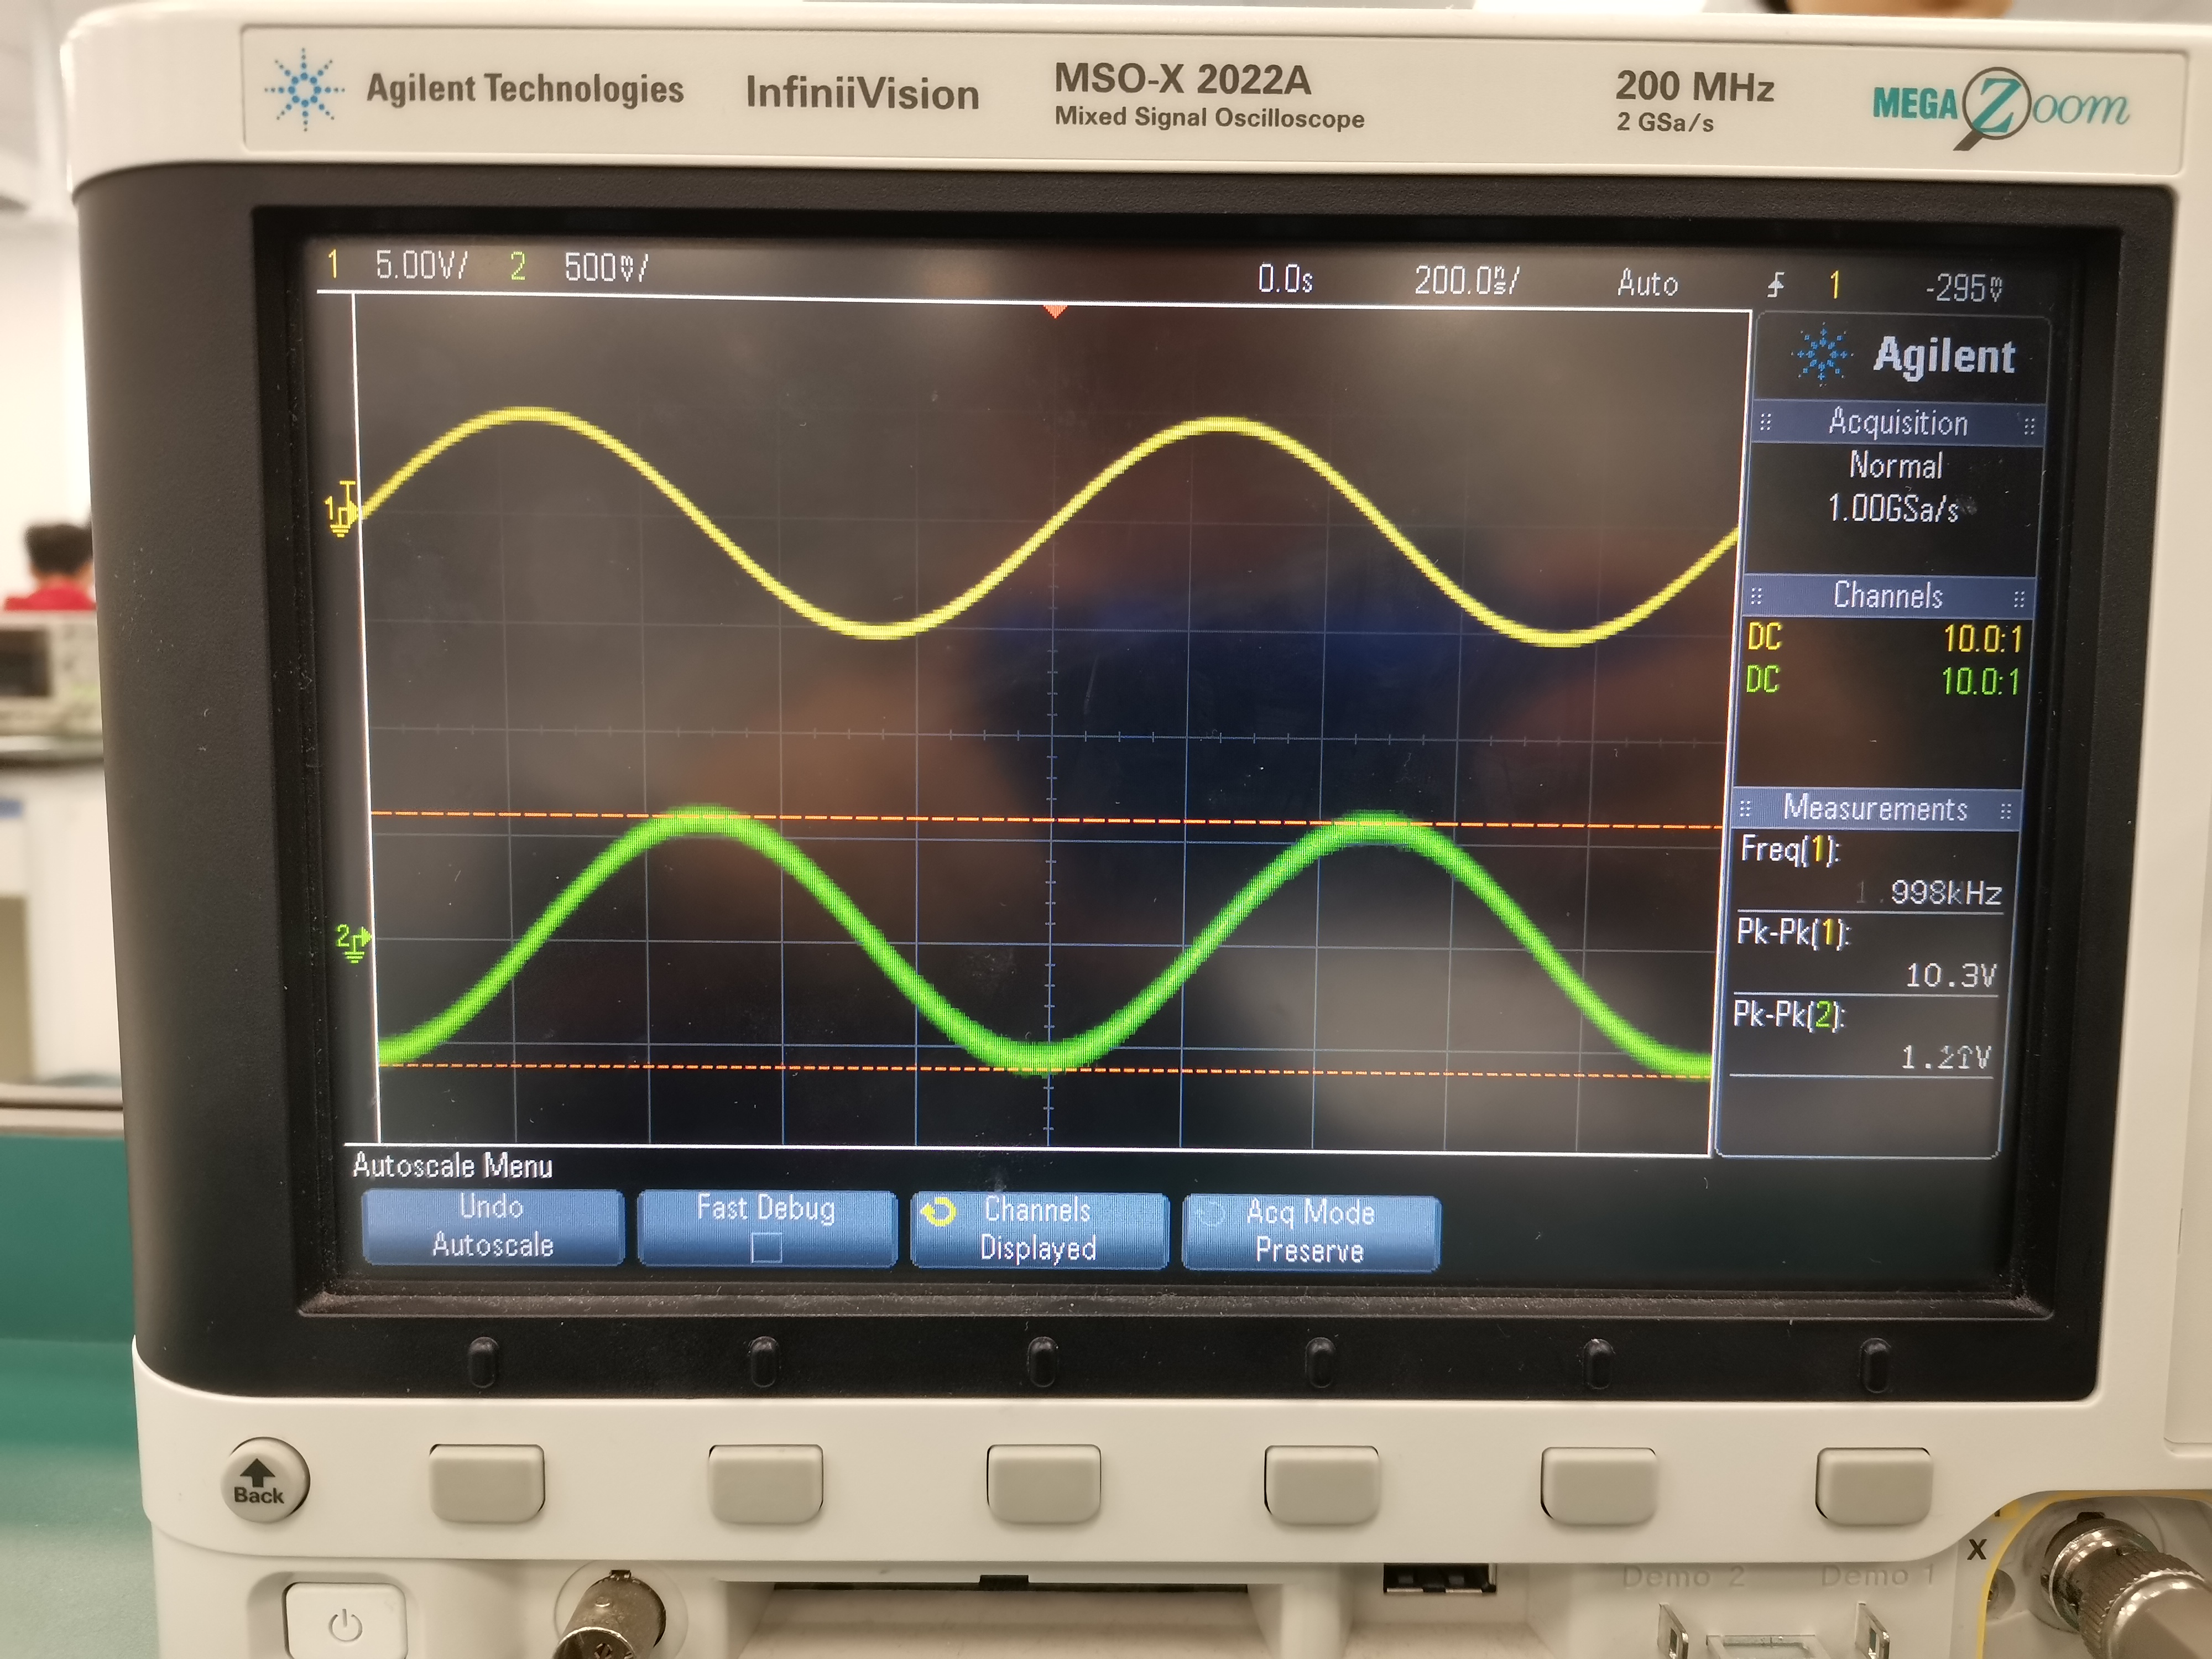 Agilent Technologies InfiniiVision MSO-X 2022A 200 MHz MEGA Zoom
Mixed Signal Oscilloscope 2 GSa/s
1 5.00V/ 2 500mV/ 0.0s 200.0ns/ Auto 1 -295mV
Agilent
Acquisition
Normal
1.00GSa/s
Channels
DC 10.0:1
DC 10.0:1
Measurements
Freq(1):
998kHz
Pk-Pk(1):
10.3V
Pk-Pk(2):
1
2
Autoscale Menu
Undo
Autoscale
Fast Debug
Channels
Displayed
Acq Mode
Preserve
Back
X
Demo 2 Demo 1